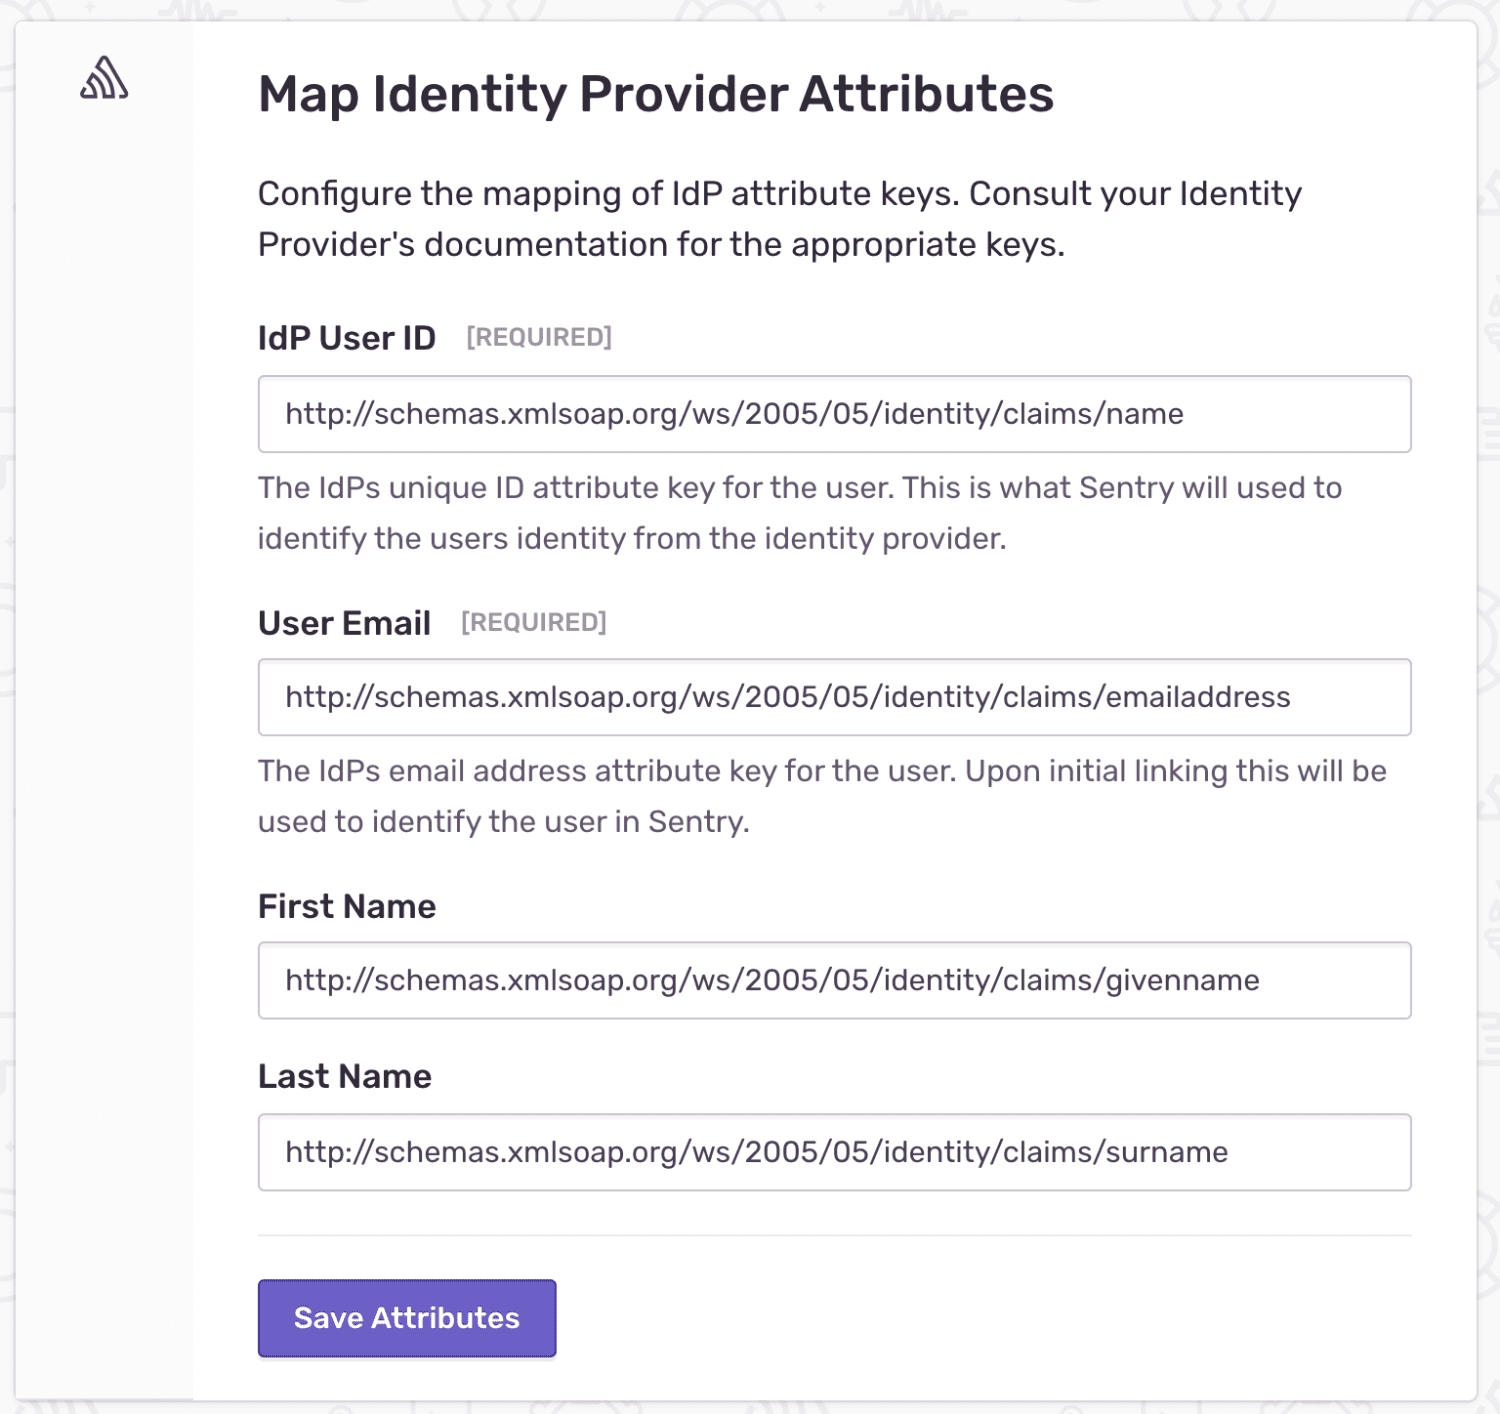 Map Identity Provider Attributes
Configure the mapping of IdP attribute keys. Consult your Identity
Provider's documentation for the appropriate keys.
IdP User ID [REQUIRED]
http://schemas.xmlsoap.org/ws/2005/05/identity/claims/name
The IdPs unique ID attribute key for the user. This is what Sentry will used to
identify the users identity from the identity provider.
User Email [REQUIRED]
http://schemas.xmlsoap.org/ws/2005/05/identity/claims/emailaddress
The IdPs email address attribute key for the user. Upon initial linking this will be
used to identify the user in Sentry.
First Name
http://schemas.xmlsoap.org/ws/2005/05/identity/claims/givenname
Last Name
http://schemas.xmlsoap.org/ws/2005/05/identity/claims/surname
Save Attributes